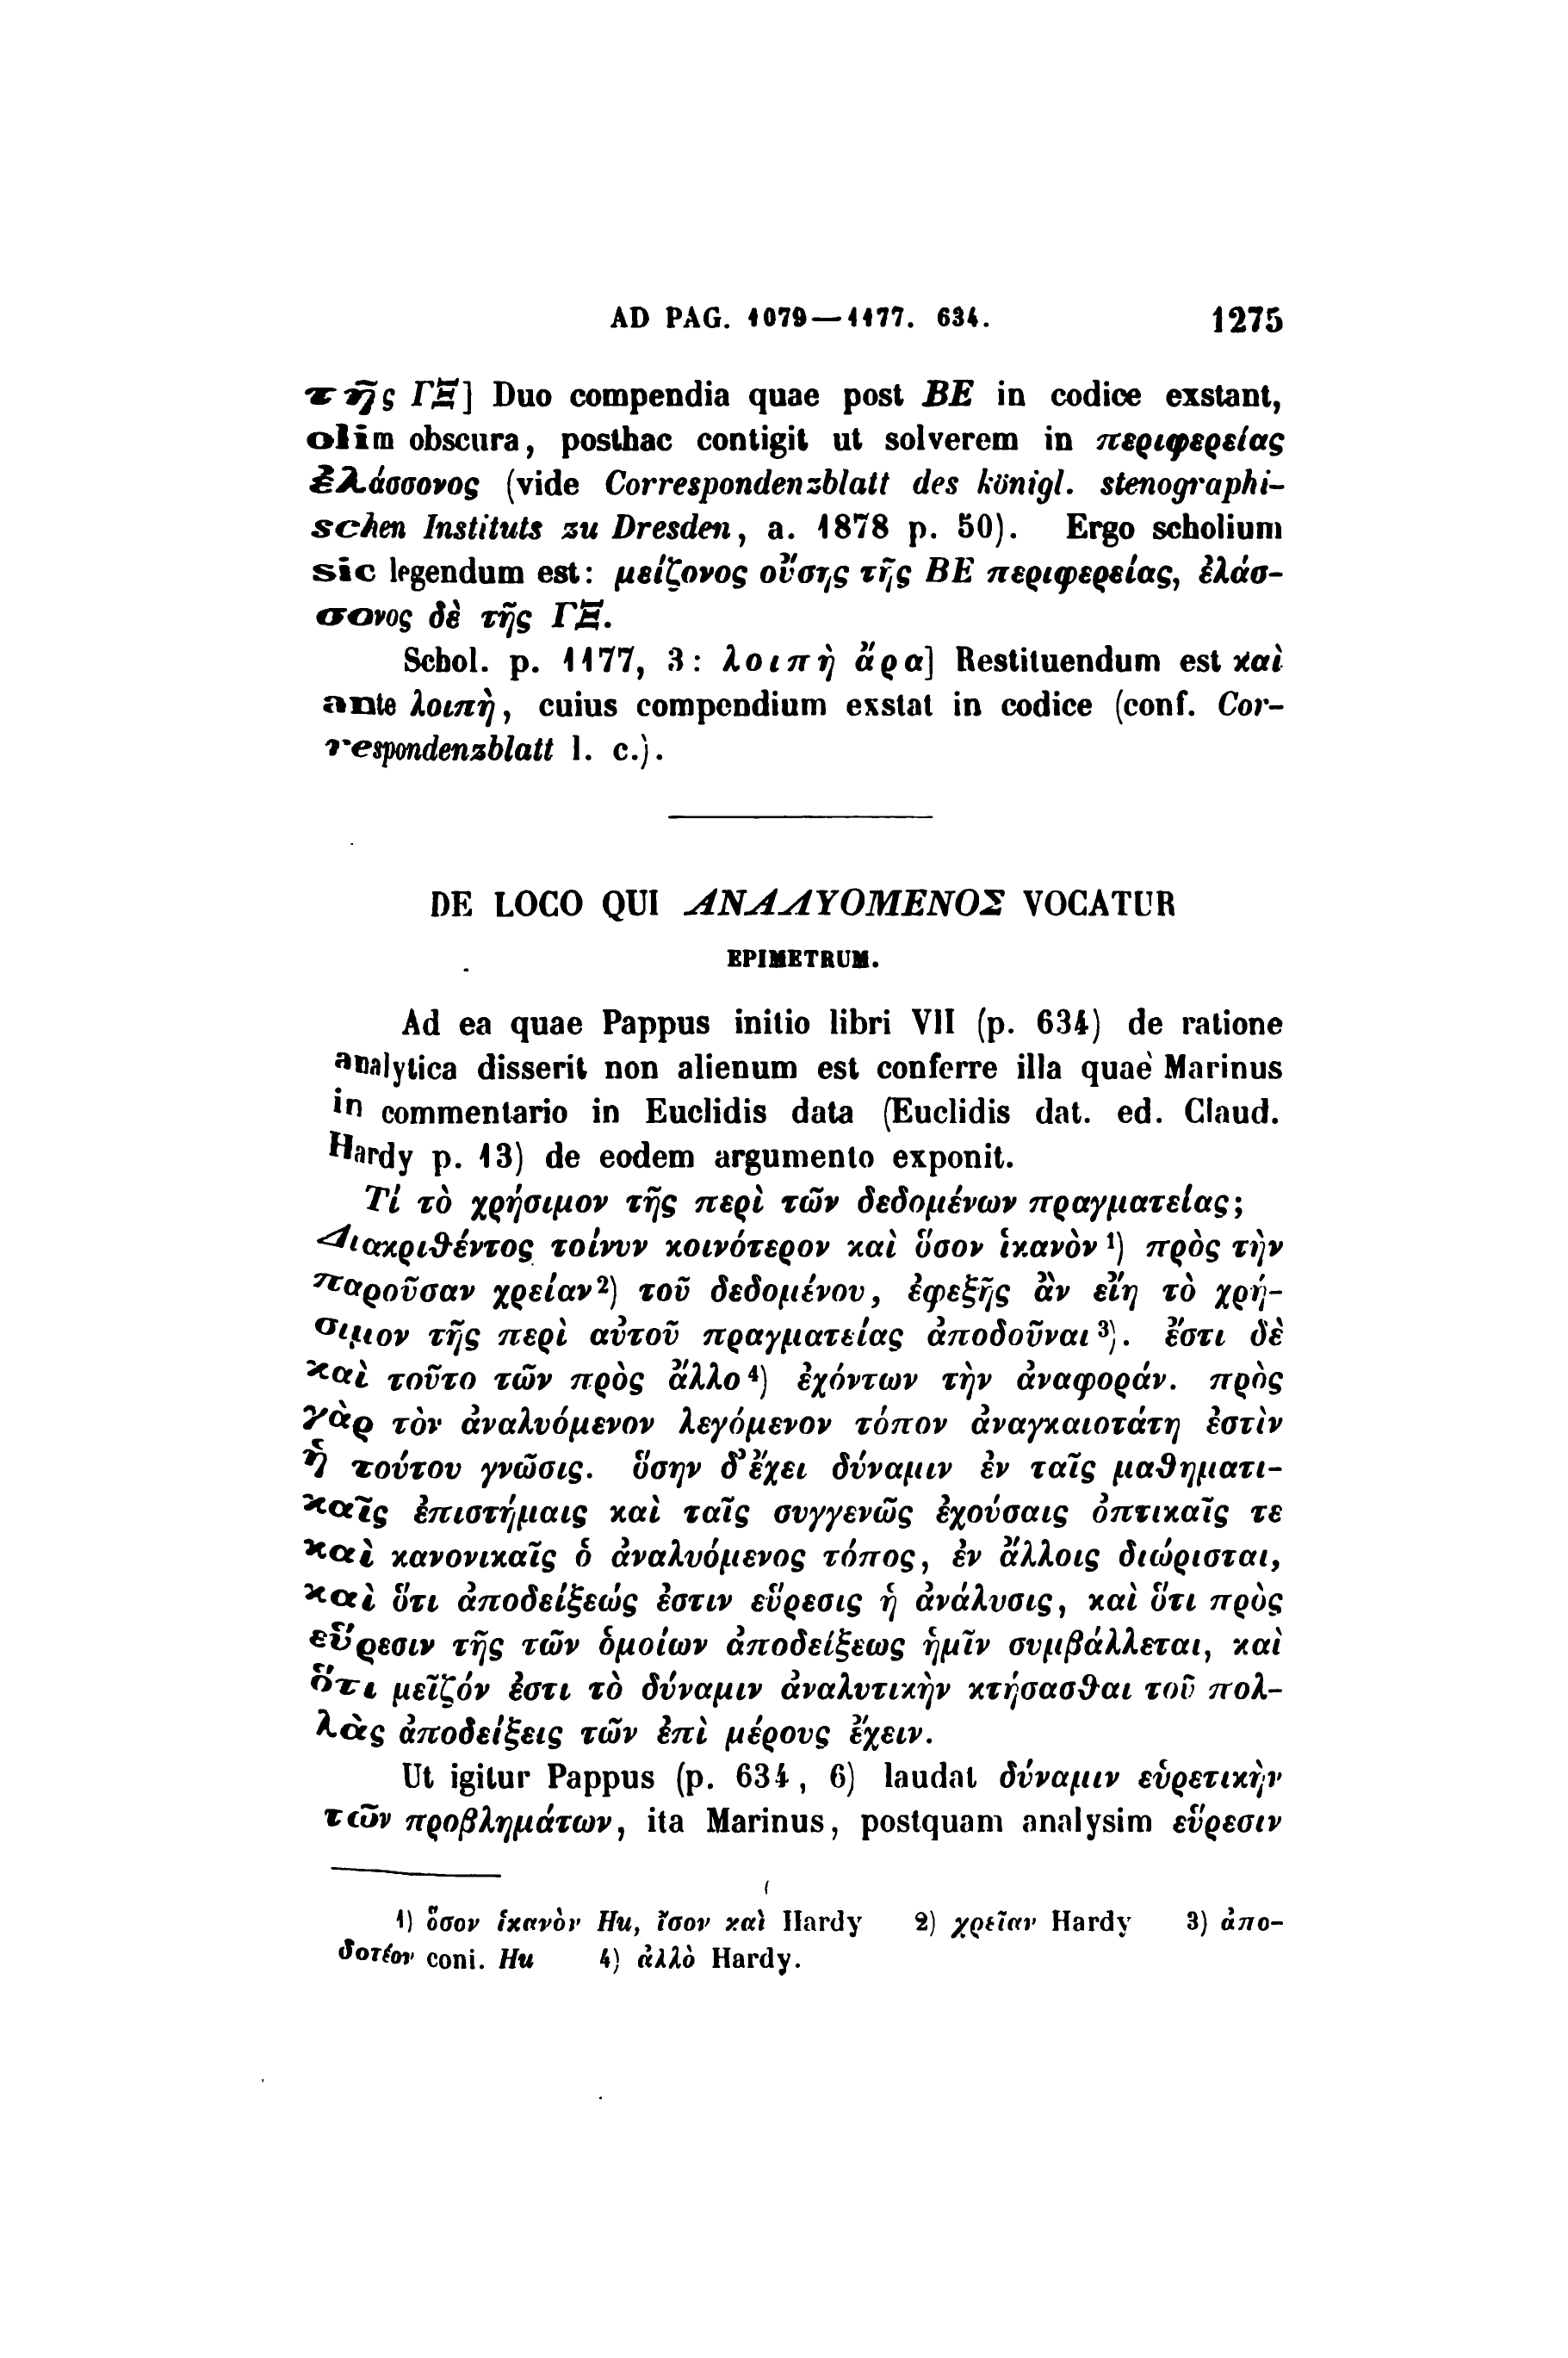 AD PAG. 1079—1177. 634. 1275
τῆς ΓΞ] Duo compendia quae post BE in codice exstant,
olim obscura, posthac contigit ut solverem in περιφερείας
ἐλάσσονος (vide Correspondenzblatt des königl. stenographi-
schen Instituts zu Dresden, a. 1878 p. 50). Ergo scholium
sic legendum est: μείζονος οὔσης τῆς ΒΕ περιφερείας, ἐλάσ-
σονος δὲ τῆς ΓΞ.
Schol. p. 1177, 3: λοιπὴ ἄρα] Restituendum est καὶ
ante λοιπὴ, cuius compendium exstat in codice (conf. Cor-
respondenzblatt l. c.).
DE LOCO QUI ΑΝΑΛΥΟΜΕΝΟΣ VOCATUR
EPIMETRUM.
Ad ea quae Pappus initio libri VII (p. 634) de ratione
analytica disserit non alienum est conferre illa quae Marinus
in commentario in Euclidis data (Euclidis dat. ed. Claud.
Hardy p. 13) de eodem argumento exponit.
Τί τὸ χρήσιμον τῆς περὶ τῶν δεδομένων πραγματείας;
Διακριθέντος τοίνυν κοινότερον καὶ ὅσον ἱκανὸν ¹) πρὸς τὴν
παροῦσαν χρείαν ²) τοῦ δεδομένου, ἐφεξῆς ἂν εἴη τὸ χρή-
σιμον τῆς περὶ αὐτοῦ πραγματείας ἀποδοῦναι ³). ἔστι δὲ
καὶ τοῦτο τῶν πρὸς ἄλλο ⁴) ἐχόντων τὴν ἀναφοράν. πρὸς
γὰρ τὸν ἀναλυόμενον λεγόμενον τόπον ἀναγκαιοτάτη ἐστὶν
ἡ τούτου γνῶσις. ὅσην δ' ἔχει δύναμιν ἐν ταῖς μαθηματι-
καῖς ἐπιστήμαις καὶ ταῖς συγγενῶς ἐχούσαις ὀπτικαῖς τε
καὶ κανονικαῖς ὁ ἀναλυόμενος τόπος, ἐν ἄλλοις διώρισται,
καὶ ὅτι ἀποδείξεώς ἐστιν εὕρεσις ἡ ἀνάλυσις, καὶ ὅτι πρὸς
εὕρεσιν τῆς τῶν ὁμοίων ἀποδείξεως ἡμῖν συμβάλλεται, καὶ
ὅτι μεῖζόν ἐστι τὸ δύναμιν ἀναλυτικὴν κτήσασθαι τοῦ πολ-
λὰς ἀποδείξεις τῶν ἐπὶ μέρους ἔχειν.
Ut igitur Pappus (p. 634, 6) laudat δύναμιν εὑρετικὴν
τῶν προβλημάτων, ita Marinus, postquam analysim εὕρεσιν
1) ὅσον ἱκανὸν Hu, ἴσον καὶ Hardy 2) χρεῖαν Hardy 3) ἀπο-
δοτέον coni. Hu 4) ἀλλὸ Hardy.